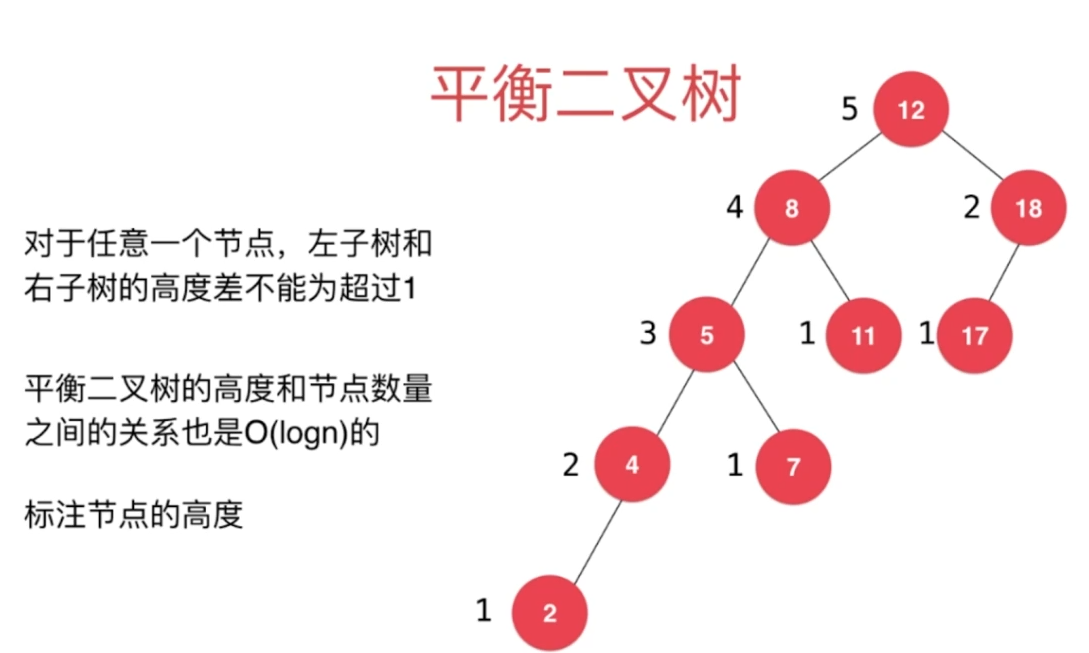 平衡二叉树
5 12
4 8 2 18
对于任意一个节点，左子树和
右子树的高度差不能为超过1
3 5 1 11 1 17
平衡二叉树的高度和节点数量
之间的关系也是O(logn)的
2 4 1 7
标注节点的高度
1 2